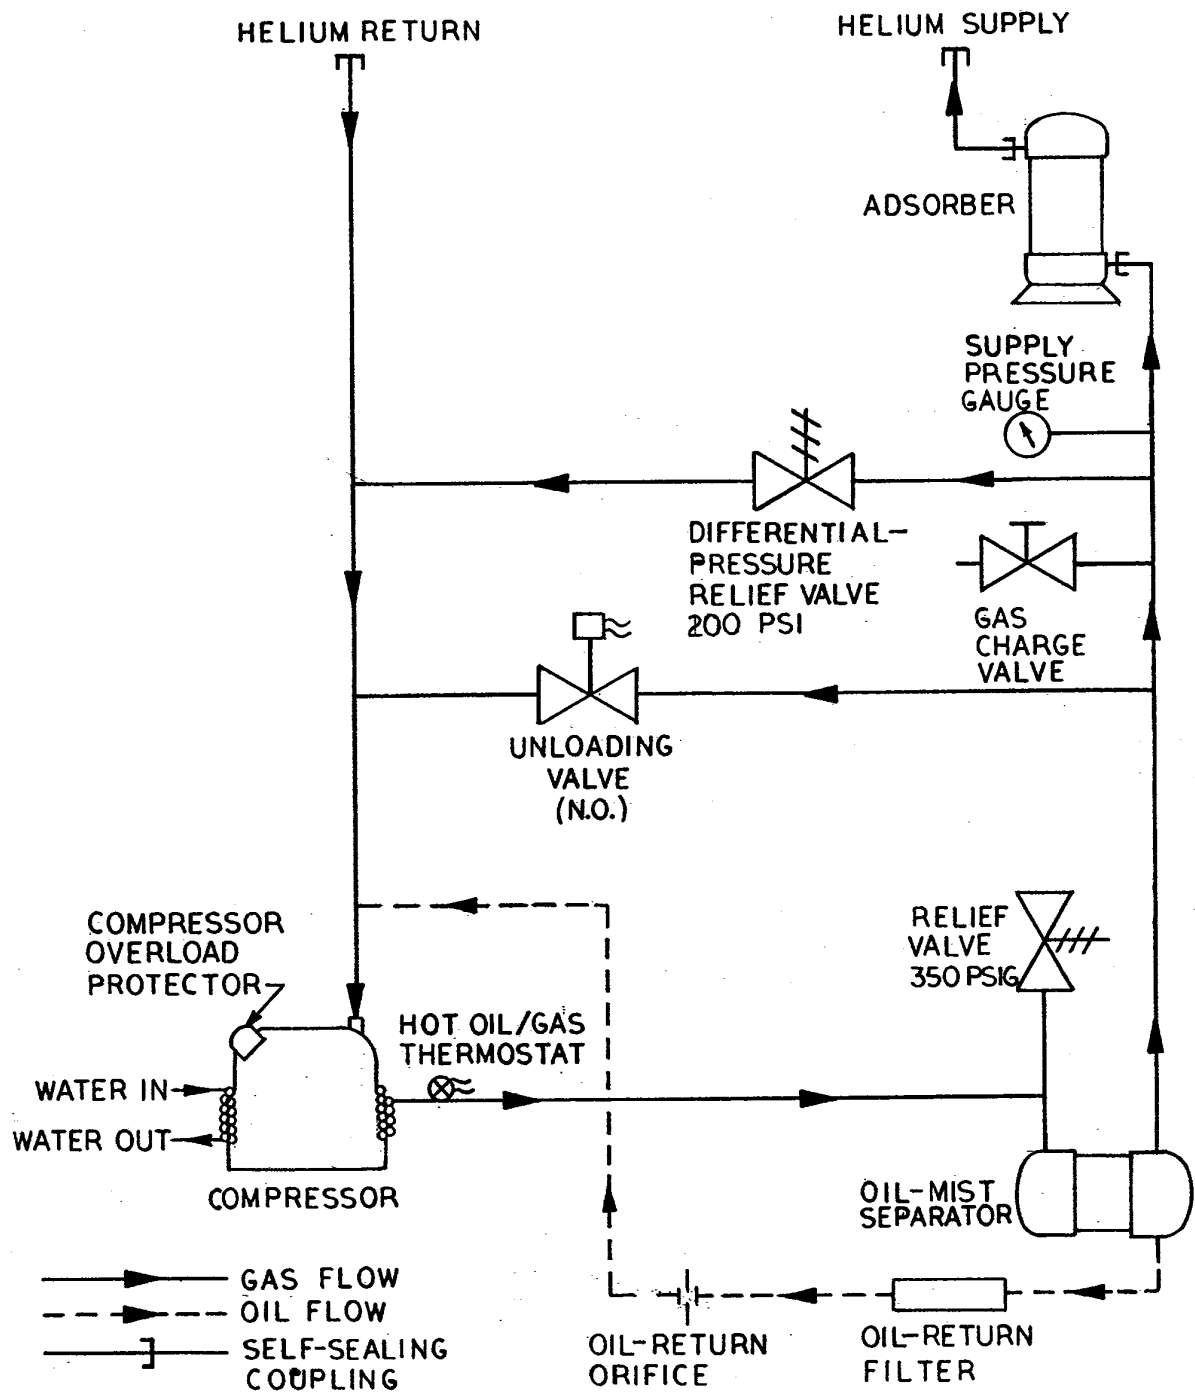 HELIUM RETURN
HELIUM SUPPLY
ADSORBER
SUPPLY
PRESSURE
GAUGE
DIFFERENTIAL-
PRESSURE
RELIEF VALVE
200 PSI
GAS
CHARGE
VALVE
UNLOADING
VALVE
(N.O.)
RELIEF
VALVE
350 PSIG
COMPRESSOR
OVERLOAD
PROTECTOR
HOT OIL/GAS
THERMOSTAT
WATER IN
WATER OUT
COMPRESSOR
OIL-MIST
SEPARATOR
GAS FLOW
OIL FLOW
SELF-SEALING
COUPLING
OIL-RETURN
ORIFICE
OIL-RETURN
FILTER